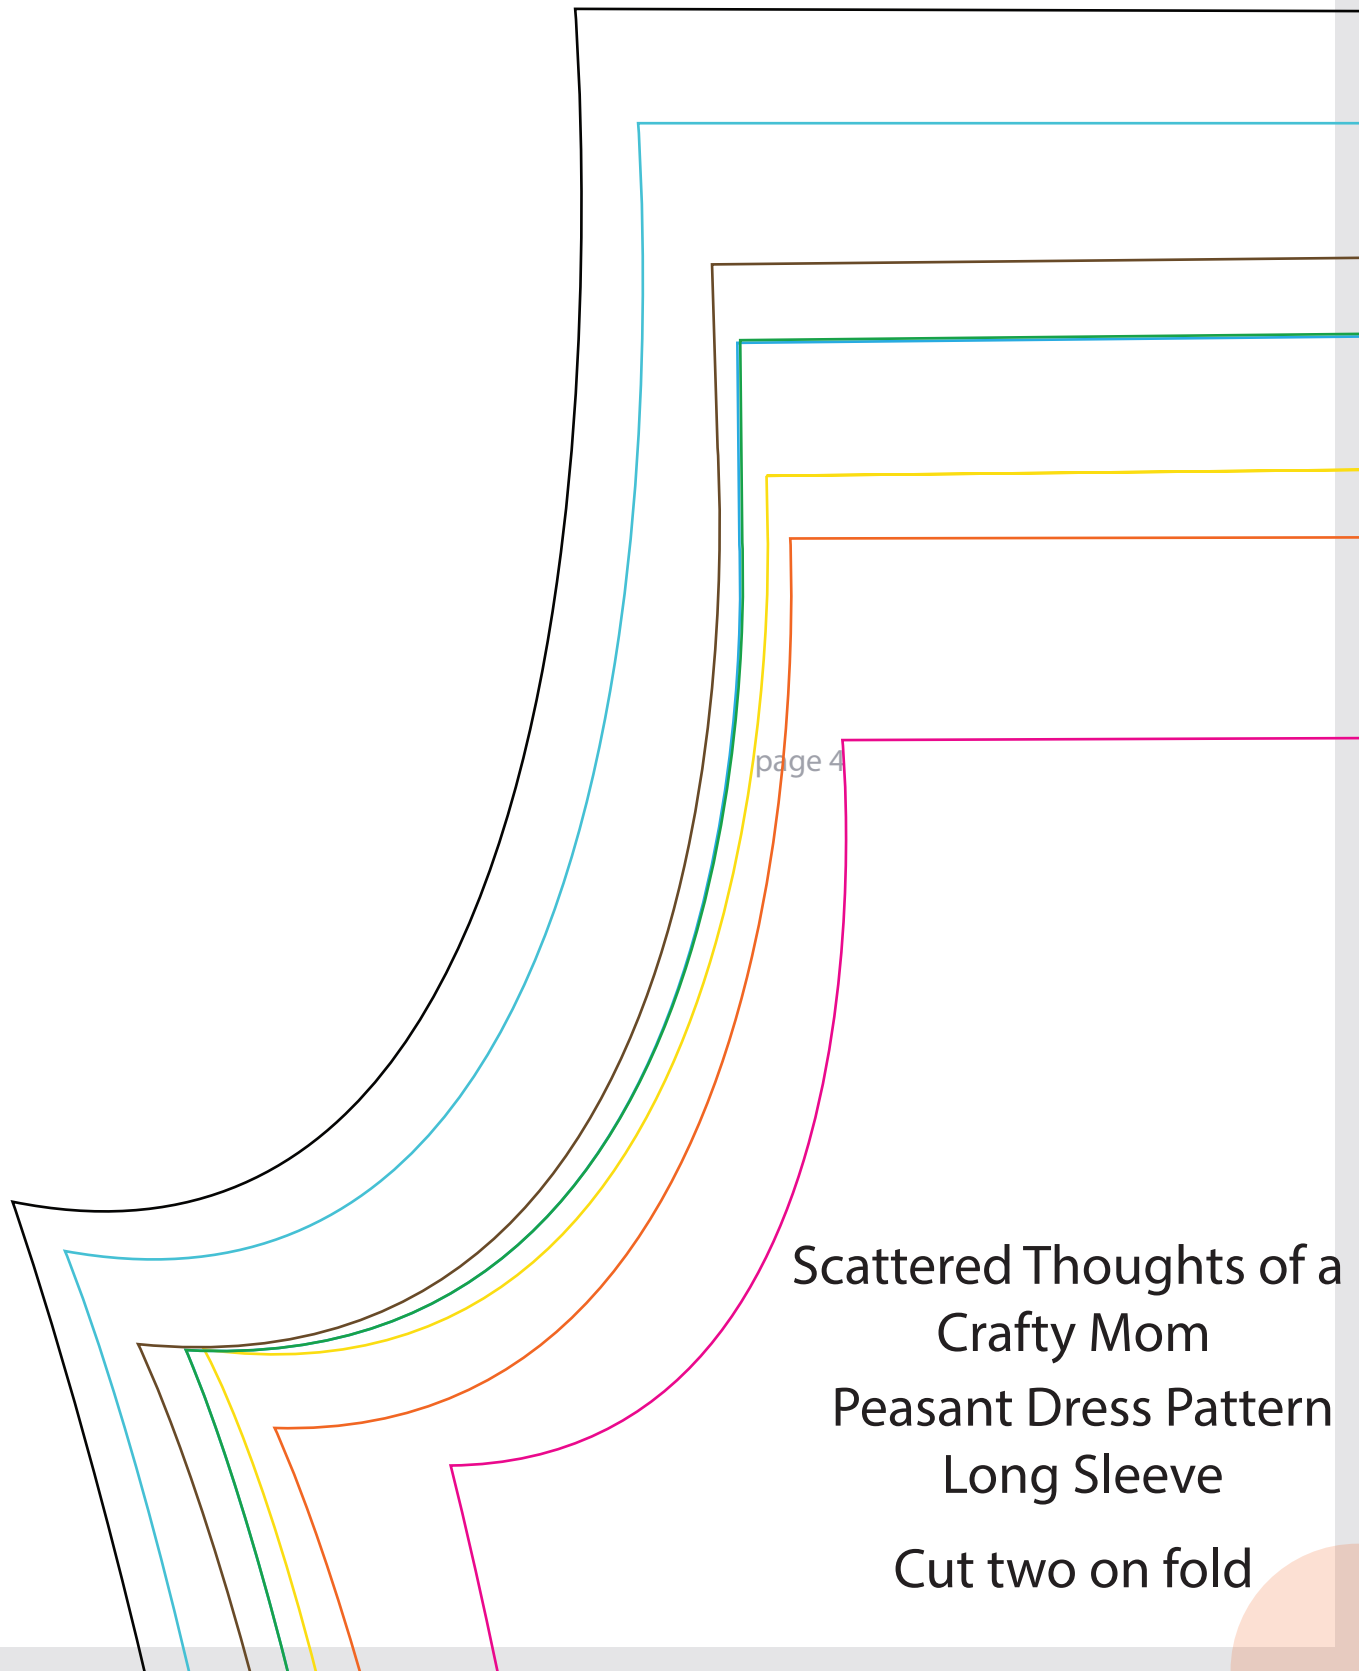 page 4
Scattered Thoughts of a
Crafty Mom
Peasant Dress Pattern
Long Sleeve
Cut two on fold